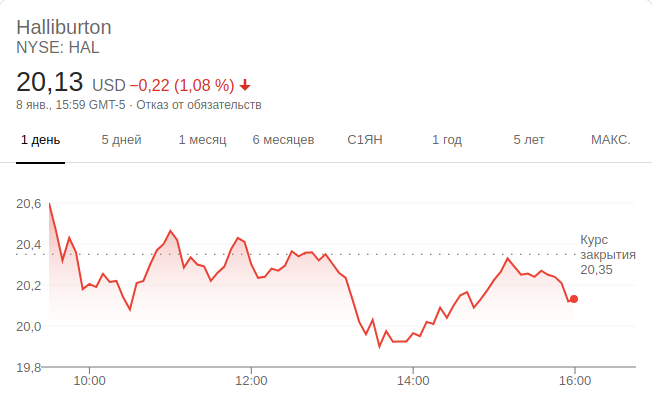 Halliburton
NYSE: HAL
20,13 USD −0,22 (1,08 %)
8 янв., 15:59 GMT-5 · Отказ от обязательств
1 день 5 дней 1 месяц 6 месяцев С1ЯН 1 год 5 лет МАКС.
20,6
20,4
20,2
20,0
19,8
Курс
закрытия
20,35
10:00 12:00 14:00 16:00